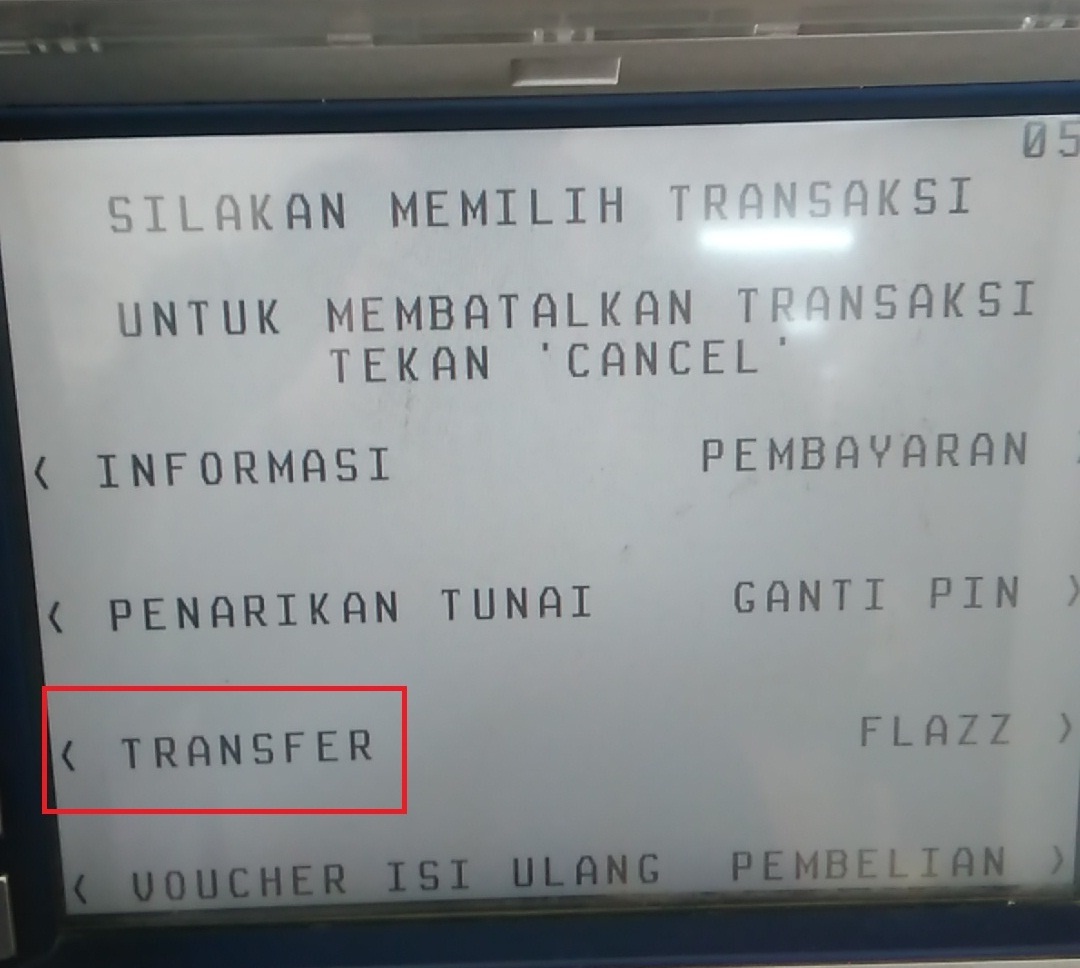 05
SILAKAN MEMILIH TRANSAKSI
UNTUK MEMBATALKAN TRANSAKSI
TEKAN 'CANCEL'
< INFORMASI PEMBAYARAN
< PENARIKAN TUNAI GANTI PIN >
< TRANSFER FLAZZ >
< VOUCHER ISI ULANG PEMBELIAN >